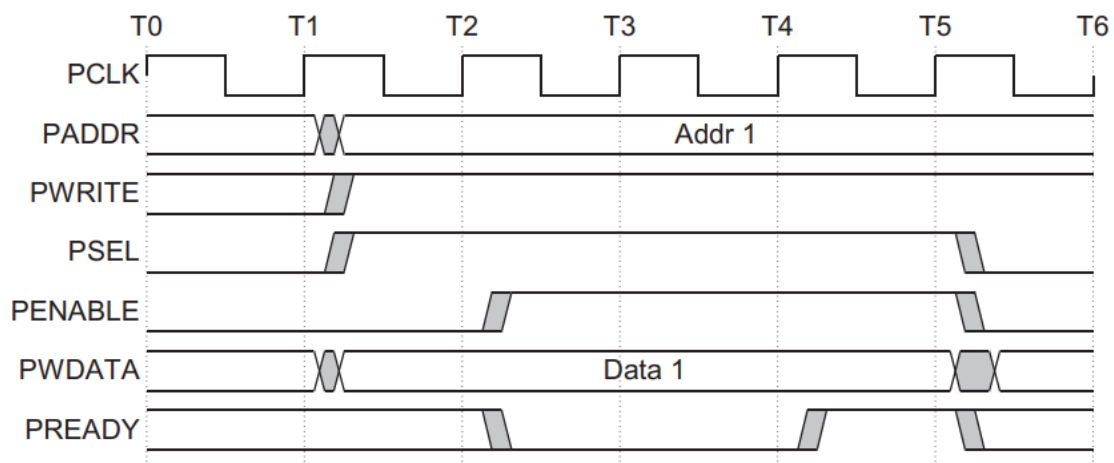 T0 T1 T2 T3 T4 T5 T6
PCLK
PADDR Addr 1
PWRITE
PSEL
PENABLE
PWDATA Data 1
PREADY